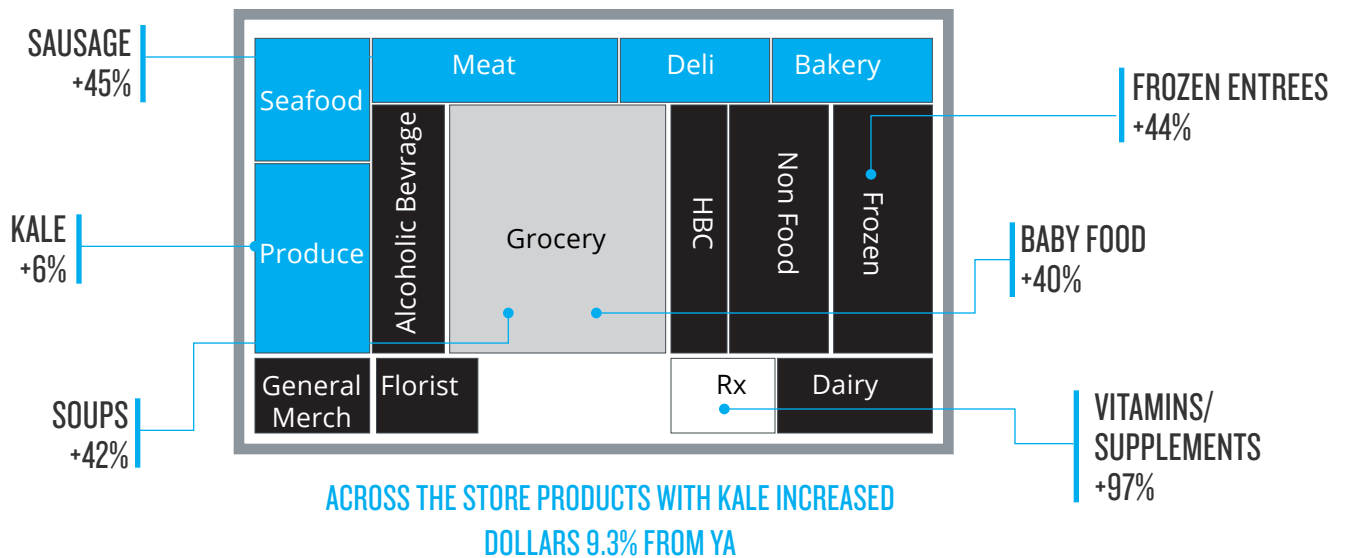 SAUSAGE
+45%
KALE
+6%
SOUPS
+42%
Seafood
Meat
Deli
Bakery
Produce
Alcoholic Bevrage
Grocery
HBC
Non Food
Frozen
General
Merch
Florist
Rx
Dairy
FROZEN ENTREES
+44%
BABY FOOD
+40%
VITAMINS/
SUPPLEMENTS
+97%
ACROSS THE STORE PRODUCTS WITH KALE INCREASED
DOLLARS 9.3% FROM YA